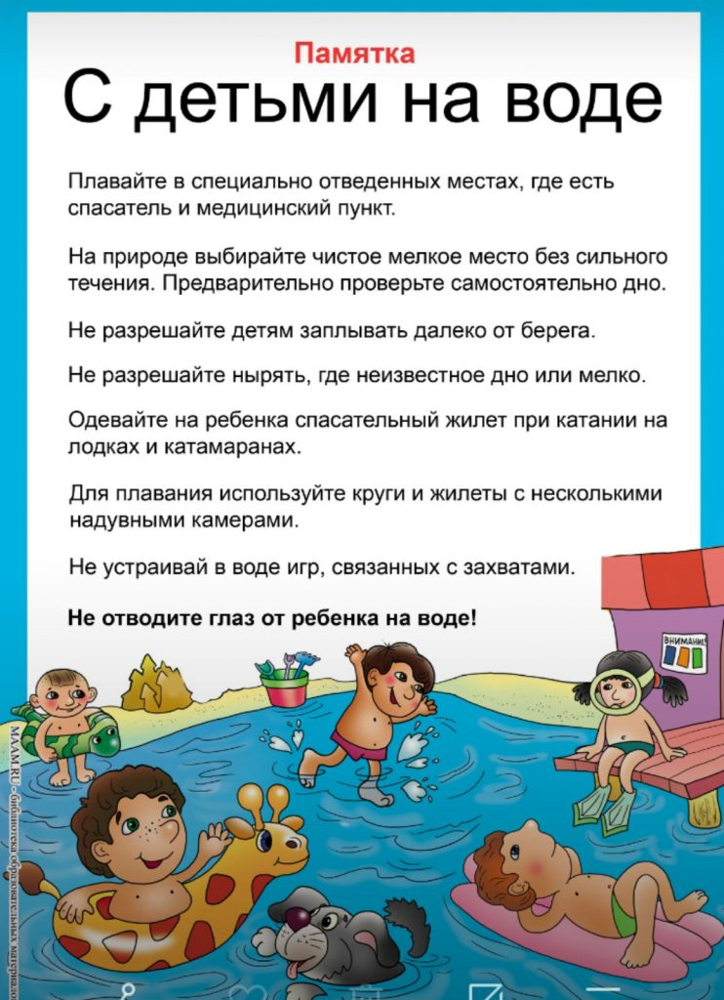 Памятка
С детьми на воде
Плавайте в специально отведенных местах, где есть
спасатель и медицинский пункт.
На природе выбирайте чистое мелкое место без сильного
течения. Предварительно проверьте самостоятельно дно.
Не разрешайте детям заплывать далеко от берега.
Не разрешайте нырять, где неизвестное дно или мелко.
Одевайте на ребенка спасательный жилет при катании на
лодках и катамаранах.
Для плавания используйте круги и жилеты с несколькими
надувными камерами.
Не устраивай в воде игр, связанных с захватами.
Не отводите глаз от ребенка на воде!
ВНИМАНИЕ
MAAM.RU - библиотека образовательных материалов